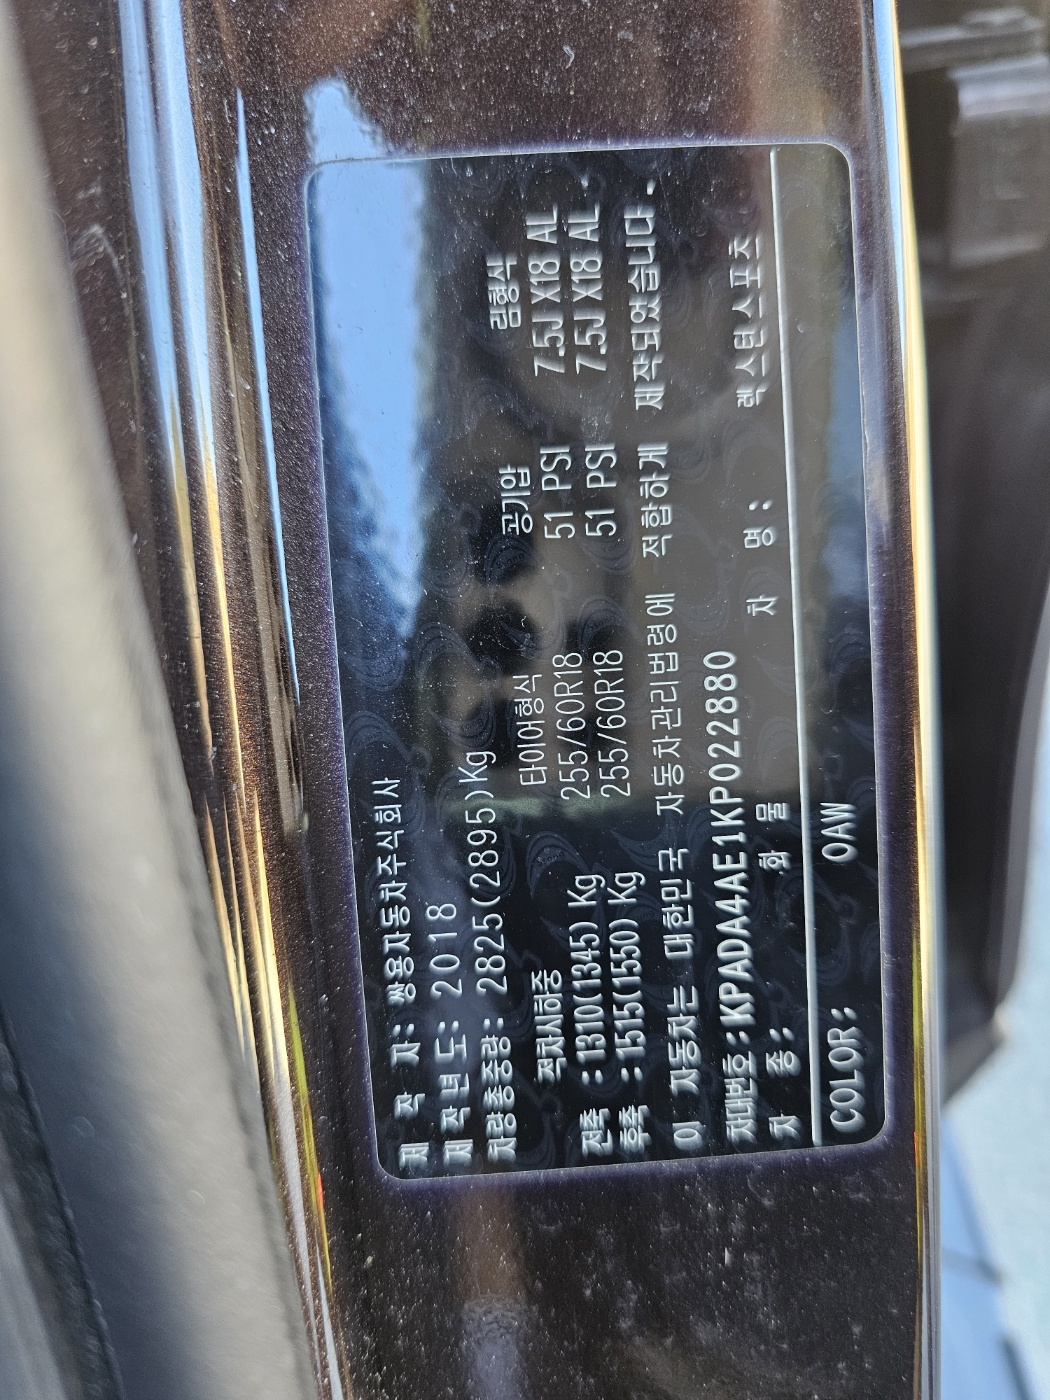 제 작 자: 쌍용자동차주식회사
제 작년 도: 2018
차량총중량: 2825(2895)Kg
적차시하중 타이어형식 공기압 림형식
전축 :1310(1345) Kg 255/60R18 51 PSI 7.5J X18 AL
후축 :1515(1550) Kg 255/60R18 51 PSI 7.5J X18 AL
이 자동차는 대한민국 자동차관리법령에 적합하게 제작되었습니다.
차대번호:KPADA4AE1KP022880
차 종: 화 물 차 명: 렉스턴스포츠
COLOR: OAW